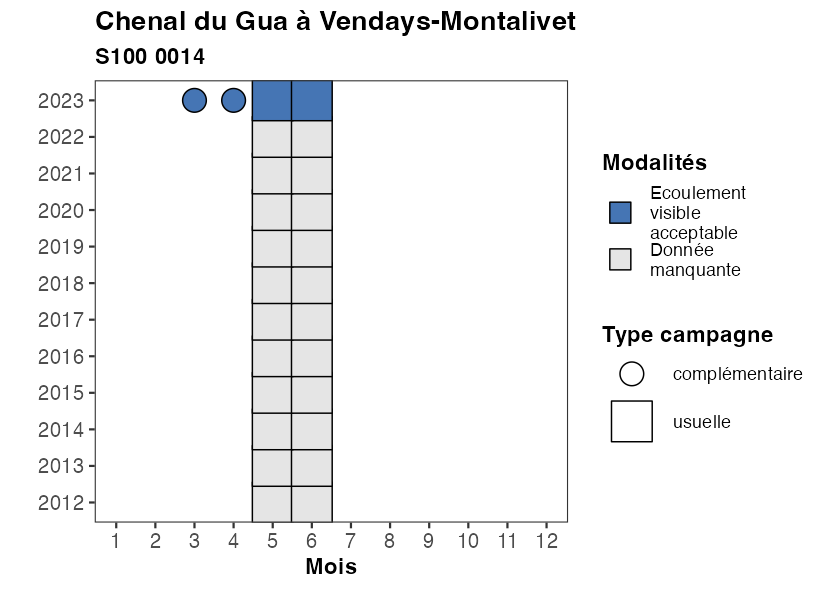 Chenal du Gua à Vendays-Montalivet
S100 0014
2023
2022
2021
2020
2019
2018
2017
2016
2015
2014
2013
2012
1 2 3 4 5 6 7 8 9 10 11 12
Mois
Modalités
Ecoulement
visible
acceptable
Donnée
manquante
Type campagne
complémentaire
usuelle